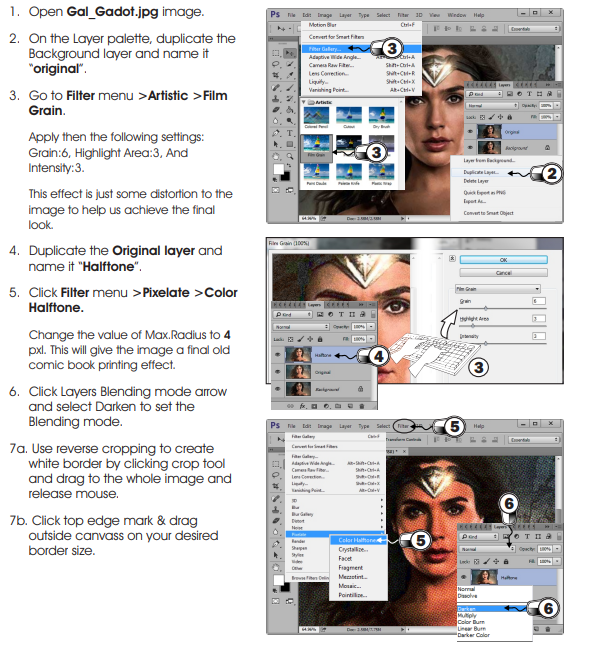 1. Open Gal_Gadot.jpg image.
2. On the Layer palette, duplicate the
Background layer and name it
"original".
3. Go to Filter menu >Artistic >Film
Grain.
Apply then the following settings:
Grain:6, Highlight Area:3, And
Intensity:3.
This effect is just some distortion to the
image to help us achieve the final
look.
4. Duplicate the Original layer and
name it "Halftone".
5. Click Filter menu >Pixelate >Color
Halftone.
Change the value of Max.Radius to 4
pxl. This will give the image a final old
comic book printing effect.
6. Click Layers Blending mode arrow
and select Darken to set the
Blending mode.
7a. Use reverse cropping to create
white border by clicking crop tool
and drag to the whole image and
release mouse.
7b. Click top edge mark & drag
outside canvass on your desired
border size.
Ps File Edit Image Layer Type Select Filter 3D View Window Help
Motion Blur Ctrl+F
Convert for Smart Filters
Essentials
Filter Gallery...
3
Adaptive Wide Angle...
Camera Raw Filter... Shift+Ctrl+A
Lens Correction... Shift+Ctrl+R
Liquify... Shift+Ctrl+X
Vanishing Point... Alt+Ctrl+V
Artistic
Colored Pencil Cutout Dry Brush
Film Grain
3
Paint Daubs Palette Knife Plastic Wrap
Layers
Kind
Normal Opacity: 100%
Lock: Fill: 100%
Original
Background
Layer from Background...
Duplicate Layer...
2
Delete Layer
Quick Export as PNG
Export As...
Convert to Smart Object
64.96% Doc: 2.58M/2.58M
Film Grain (100%)
OK
Cancel
Film Grain
Grain 6
Highlight Area 3
Intensity 3
3
Layers
Kind
Normal Opacity: 100%
Lock: Fill: 100%
Halftone
4
Original
Background
Ps File Edit Image Layer Type Select Filter
5
Help
Filter Gallery Ctrl+F
Transform Controls
Essentials
Convert for Smart Filters
Filter Gallery...
Adaptive Wide Angle... Alt+Shift+Ctrl+A
Camera Raw Filter... Shift+Ctrl+A
Lens Correction... Shift+Ctrl+R
Liquify... Shift+Ctrl+X
Vanishing Point... Alt+Ctrl+V
3D
Blur
Blur Gallery
Distort
Noise
Pixelate
Render
Sharpen
Stylize
Video
Other
Browse Filters Online
Color Halftone...
5
Crystallize...
Facet
Fragment
Mezzotint...
Mosaic...
Pointillize...
6
Layers
Kind
Normal Opacity: 100%
Lock: Fill: 100%
Halftone
Normal
Dissolve
Darken
6
Multiply
Color Burn
Linear Burn
Darker Color
64.96% Doc: 2.58M/7.78M